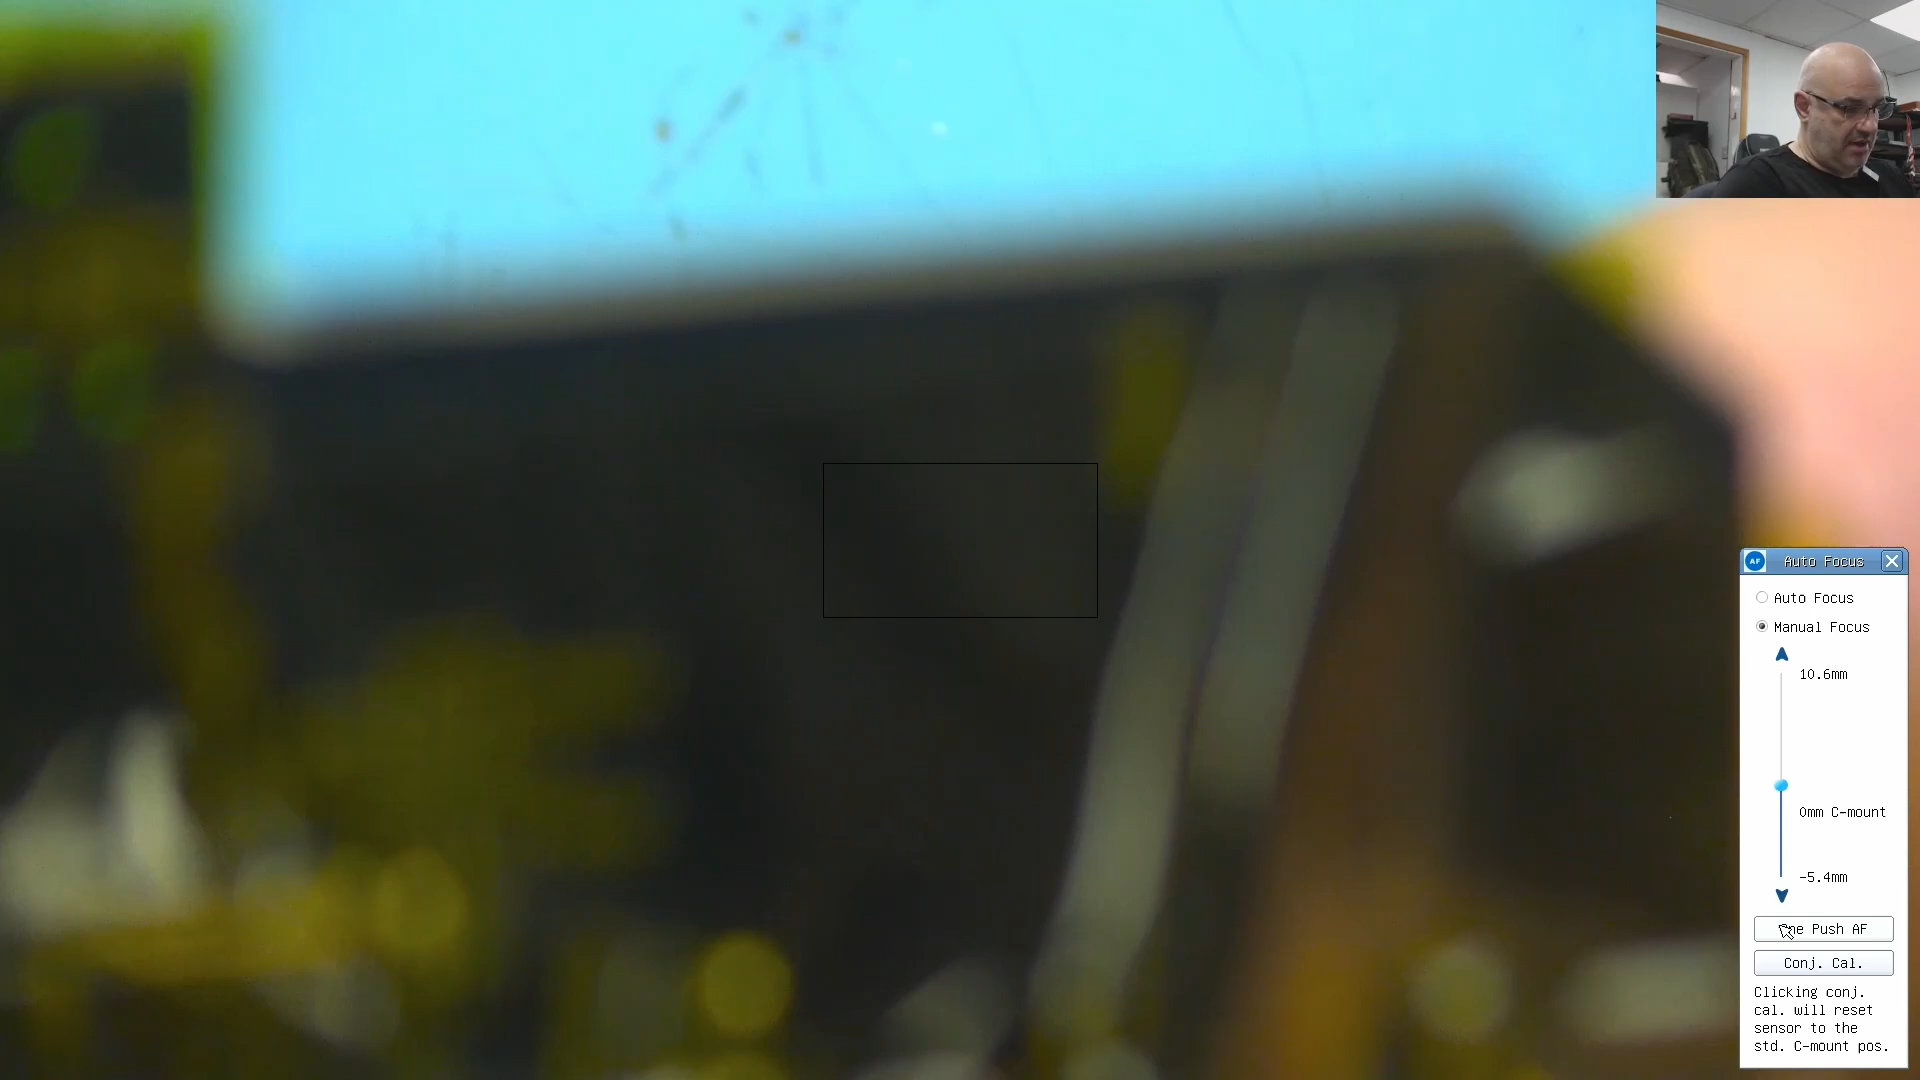 AF Auto Focus
Auto Focus
Manual Focus
10.6mm
0mm C-mount
-5.4mm
Push AF
Conj. Cal.
Clicking conj.
cal. will reset
sensor to the
std. C-mount pos.